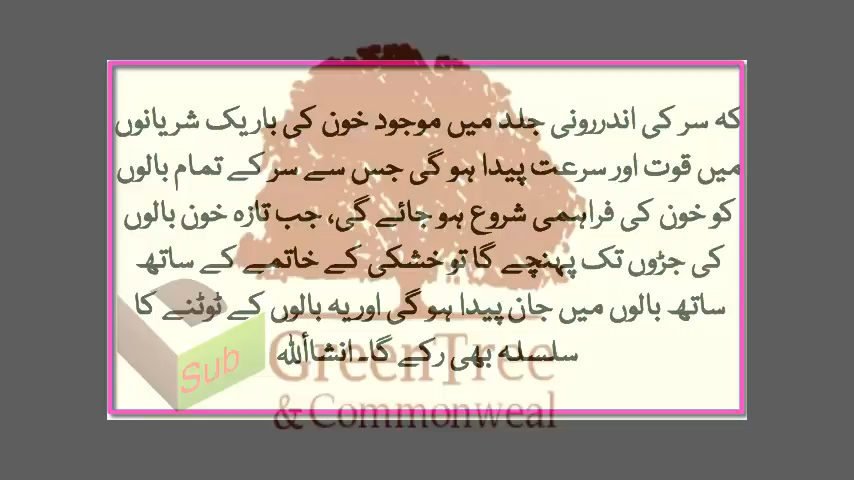 که سر کی اندررونی جلد میں موجود خون کی باریک شریانوں
میں قوت اور سرعت پیدا ہو گی جس سے سر کے تمام بالوں
کو خون کی فراہمی شروع ہو جائے گی، جب تازہ خون بالوں
کی جڑوں تک پہنچے گا تو خشکی کے خاتمے کے ساتھ
ساتھ بالوں میں جان پیدا ہو گی اور یہ بالوں کے ٹوٹنے کا
سلسلہ بھی رکے گا۔ انشاأللہ
Sub
GreenTree
& Commonweal